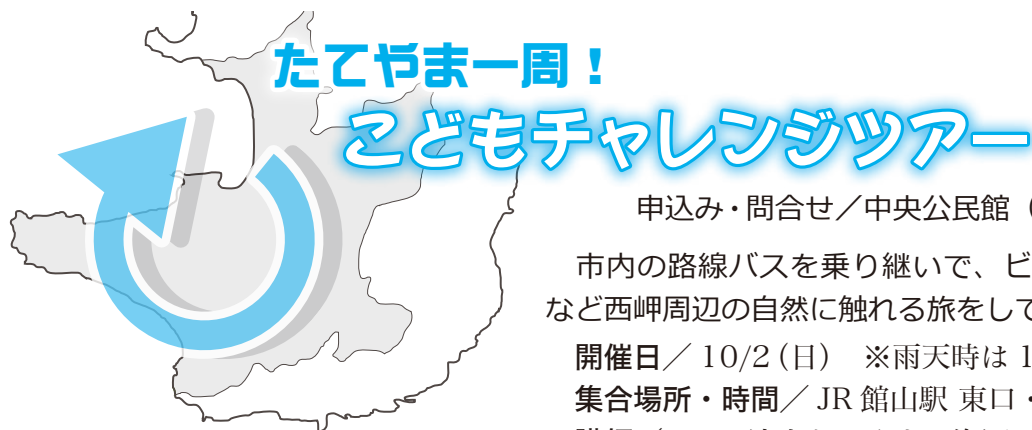 たてやま一周!
こどもチャレンジツアー
申込み・問合せ/中央公民館(
市内の路線バスを乗り継いで、ビ
など西岬周辺の自然に触れる旅をして
開催日/ 10/2(日) ※雨天時は 1
集合場所・時間/ JR 館山駅 東口・